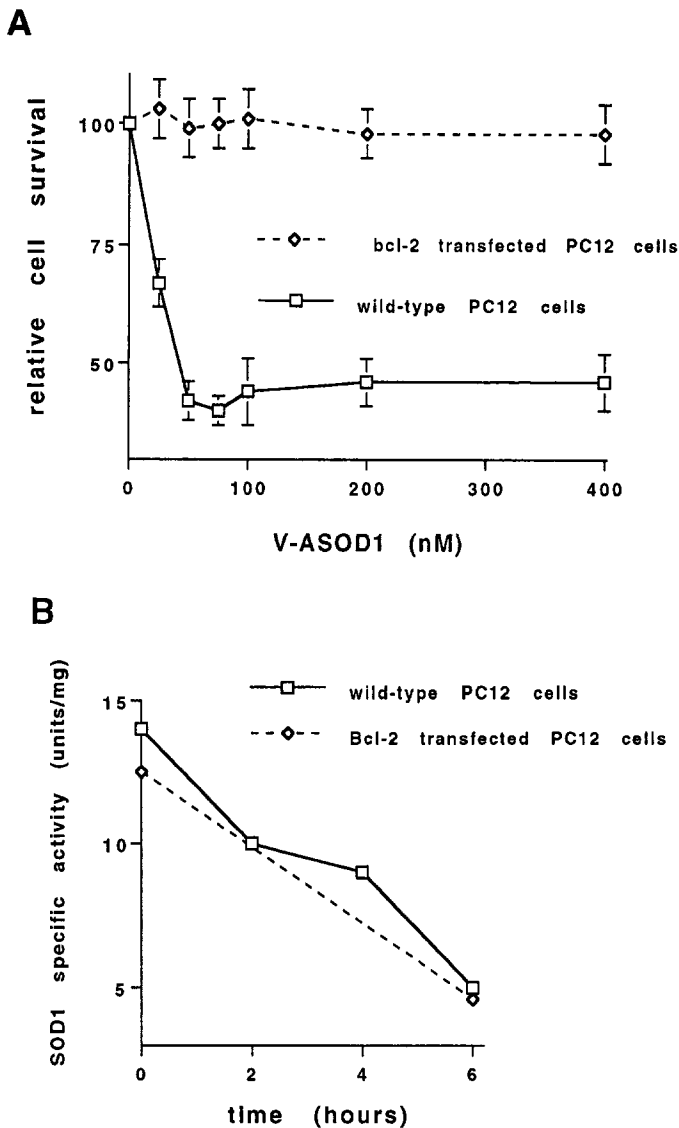 A
relative cell survival
100
75
50
bcl-2 transfected PC12 cells
wild-type PC12 cells
0 100 200 300 400
V-ASOD1 (nM)
B
SOD1 specific activity (units/mg)
15
10
5
wild-type PC12 cells
Bcl-2 transfected PC12 cells
0 2 4 6
time (hours)